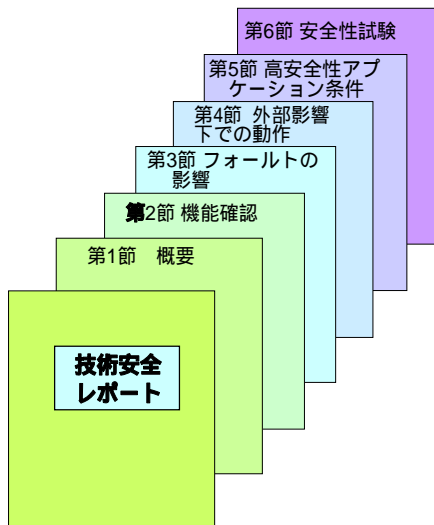 第6節 安全性試験
第5節 高安全性アプ
ケーション条件
第4節 外部影響
下での動作
第3節 フォールトの
影響
第2節 機能確認
第1節　概要
技術安全
レポート